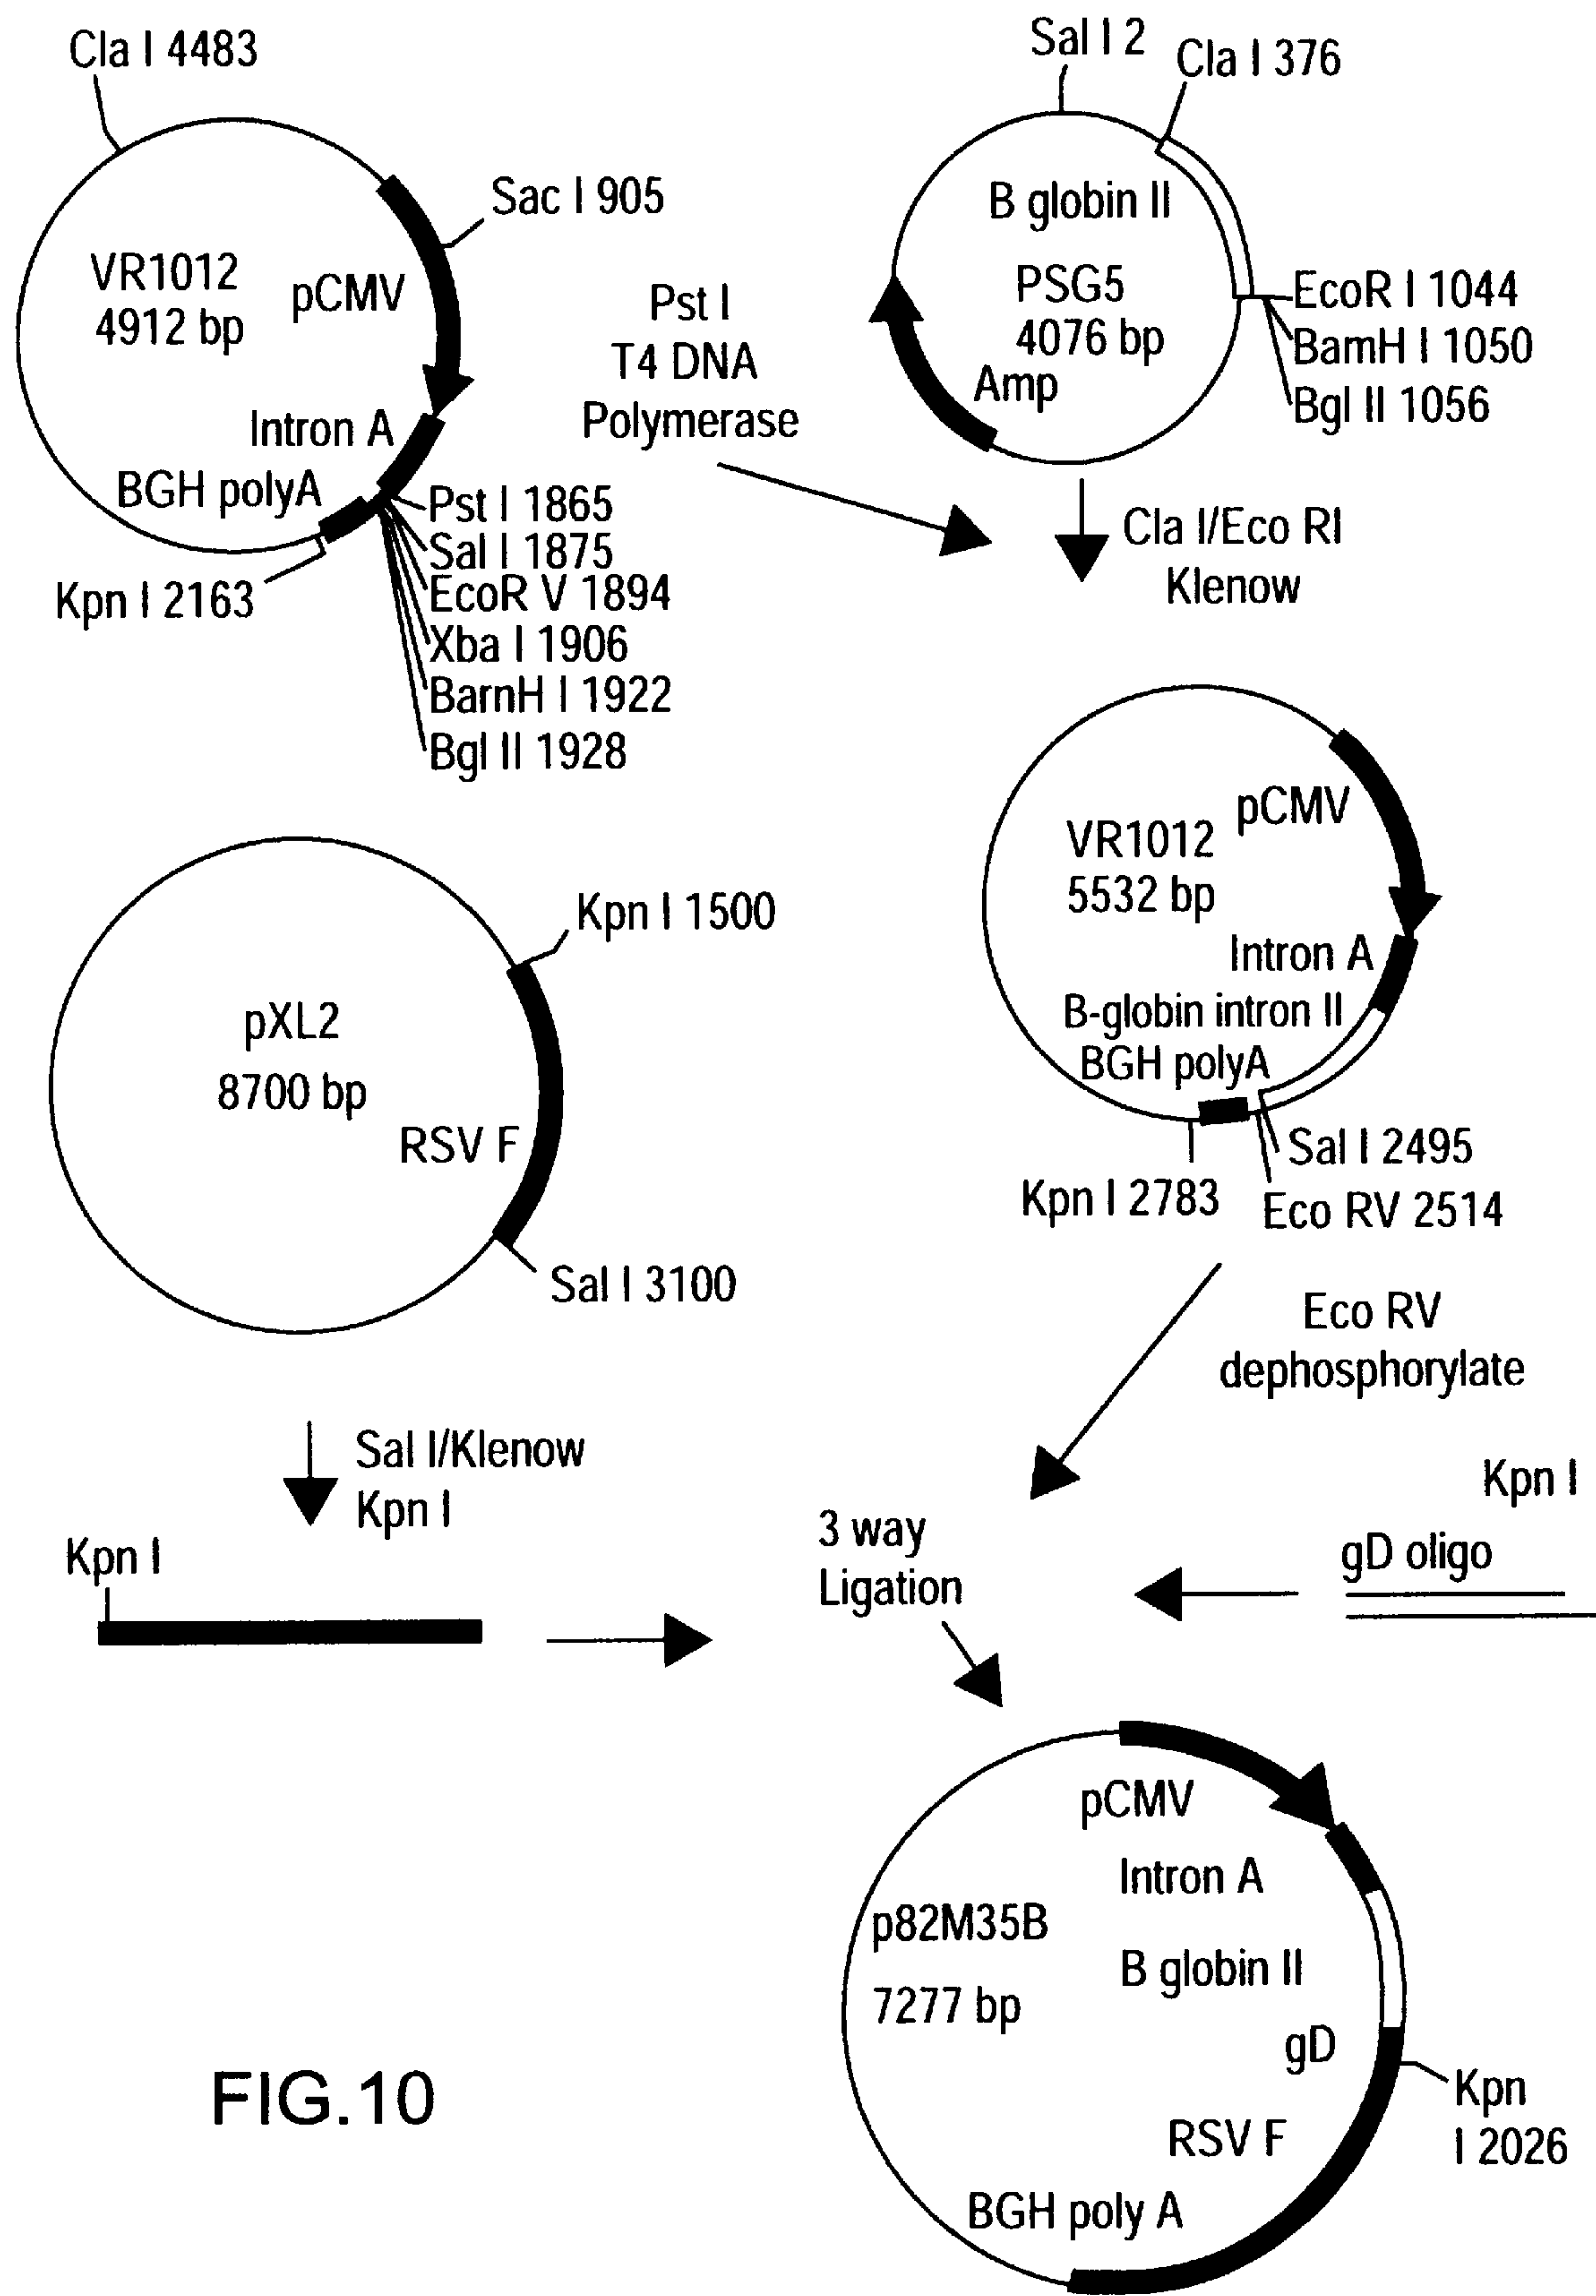 Cla I 4483
Sac I 905
VR1012
4912 bp
pCMV
Intron A
BGH polyA
Pst I 1865
Sal I 1875
EcoR V 1894
Xba I 1906
BarnH I 1922
Bgl II 1928
Kpn I 2163
Pst I
T4 DNA
Polymerase
Sal I 2
Cla I 376
B globin II
PSG5
4076 bp
Amp
EcoR I 1044
BamH I 1050
Bgl II 1056
Cla I/Eco RI
Klenow
VR1012
5532 bp
pCMV
Intron A
B-globin intron II
BGH polyA
Sal I 2495
Eco RV 2514
Kpn I 2783
pXL2
8700 bp
RSV F
Kpn I 1500
Sal I 3100
Sal I/Klenow
Kpn I
Kpn I
Eco RV
dephosphorylate
3 way
Ligation
Kpn I
gD oligo
pCMV
Intron A
p82M35B
7277 bp
B globin II
gD
Kpn
I 2026
RSV F
BGH poly A
FIG.10